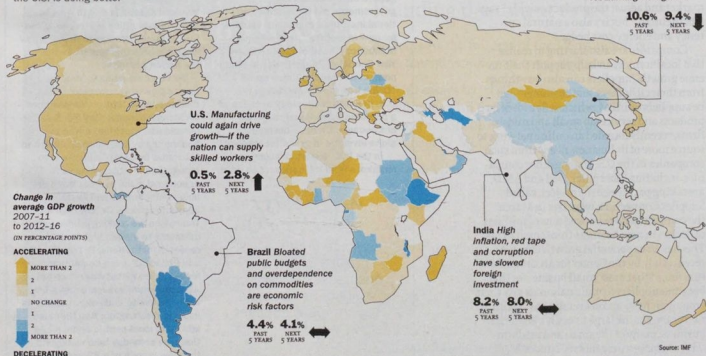 10.6% 9.4%
PAST NEXT
5 YEARS 5 YEARS
U.S. Manufacturing
could again drive
growth—if the
nation can supply
skilled workers
0.5% 2.8%
PAST NEXT
5 YEARS 5 YEARS
Change in
average GDP growth
2007–11
to 2012–16
(IN PERCENTAGE POINTS)
ACCELERATING
MORE THAN 2
2
1
NO CHANGE
1
2
MORE THAN 2
DECELERATING
Brazil Bloated
public budgets
and overdependence
on commodities
are economic
risk factors
4.4% 4.1%
PAST NEXT
5 YEARS 5 YEARS
India High
inflation, red tape
and corruption
have slowed
foreign
investment
8.2% 8.0%
PAST NEXT
5 YEARS 5 YEARS
Source: IMF